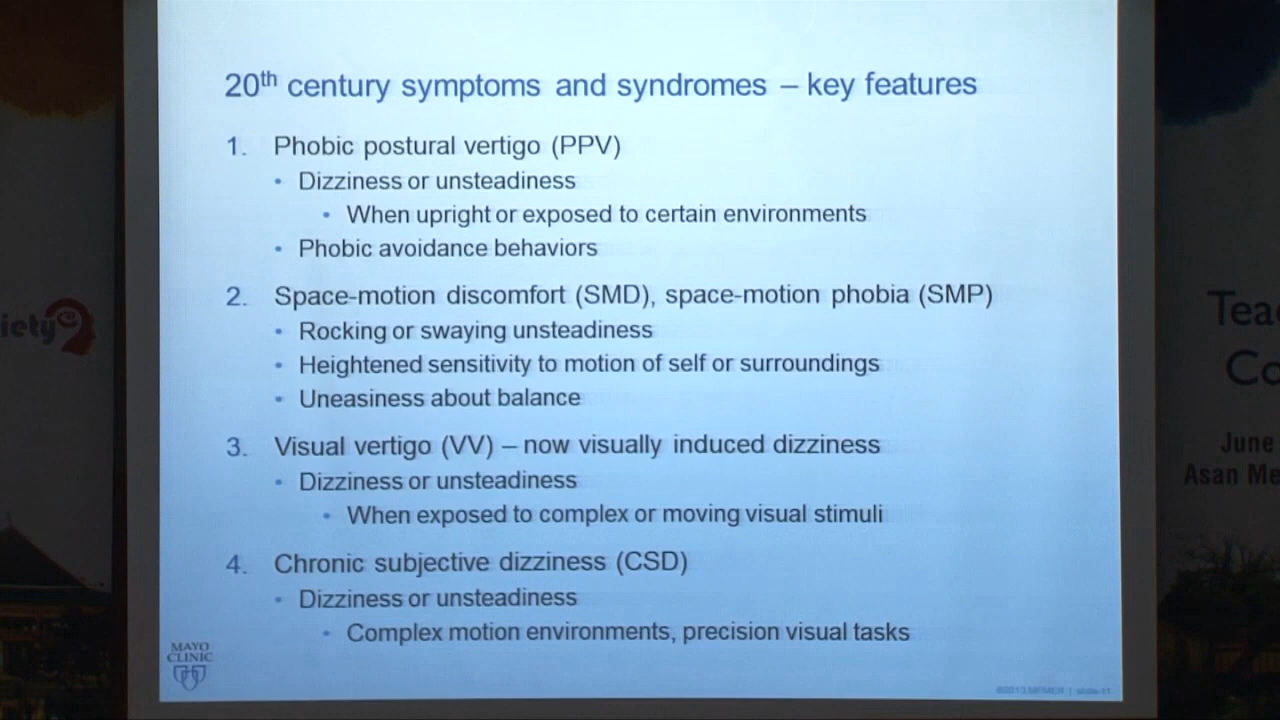 20th century symptoms and syndromes – key features
1. Phobic postural vertigo (PPV)
• Dizziness or unsteadiness
• When upright or exposed to certain environments
• Phobic avoidance behaviors
2. Space-motion discomfort (SMD), space-motion phobia (SMP)
• Rocking or swaying unsteadiness
• Heightened sensitivity to motion of self or surroundings
• Uneasiness about balance
3. Visual vertigo (VV) – now visually induced dizziness
• Dizziness or unsteadiness
• When exposed to complex or moving visual stimuli
4. Chronic subjective dizziness (CSD)
• Dizziness or unsteadiness
• Complex motion environments, precision visual tasks
MAYO
CLINIC
iety
Tea
Co
June
Asan Me